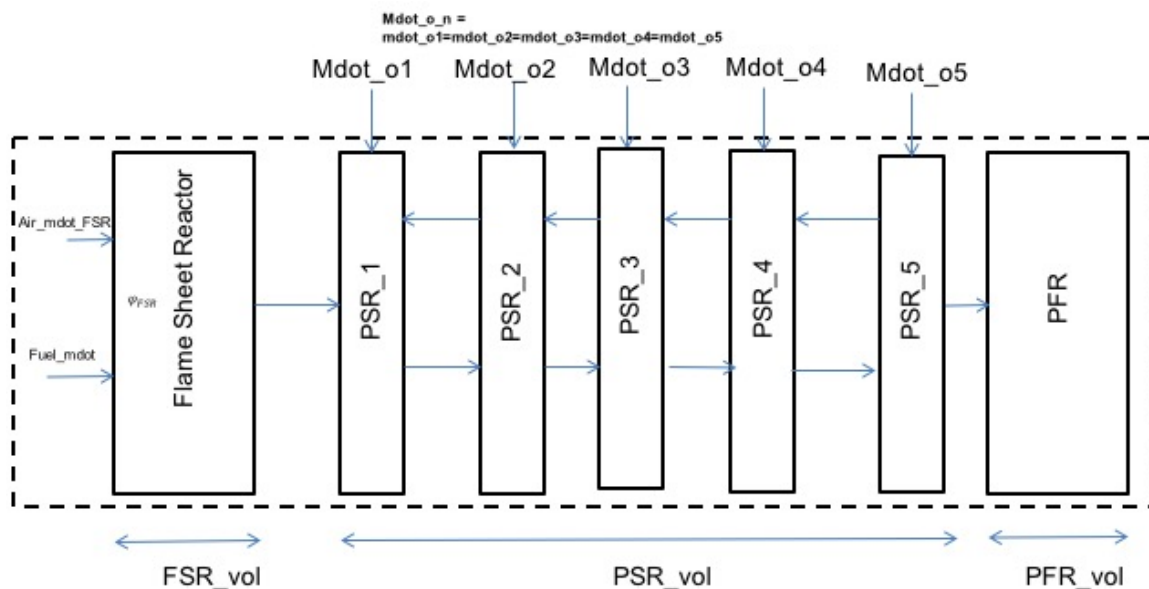 Mdot_o_n =
mdot_o1=mdot_o2=mdot_o3=mdot_o4=mdot_o5
Mdot_o1
Mdot_o2
Mdot_o3
Mdot_o4
Mdot_o5
Air_mdot_FSR
φFSR
Fuel_mdot
Flame Sheet Reactor
PSR_1
PSR_2
PSR_3
PSR_4
PSR_5
PFR
FSR_vol
PSR_vol
PFR_vol